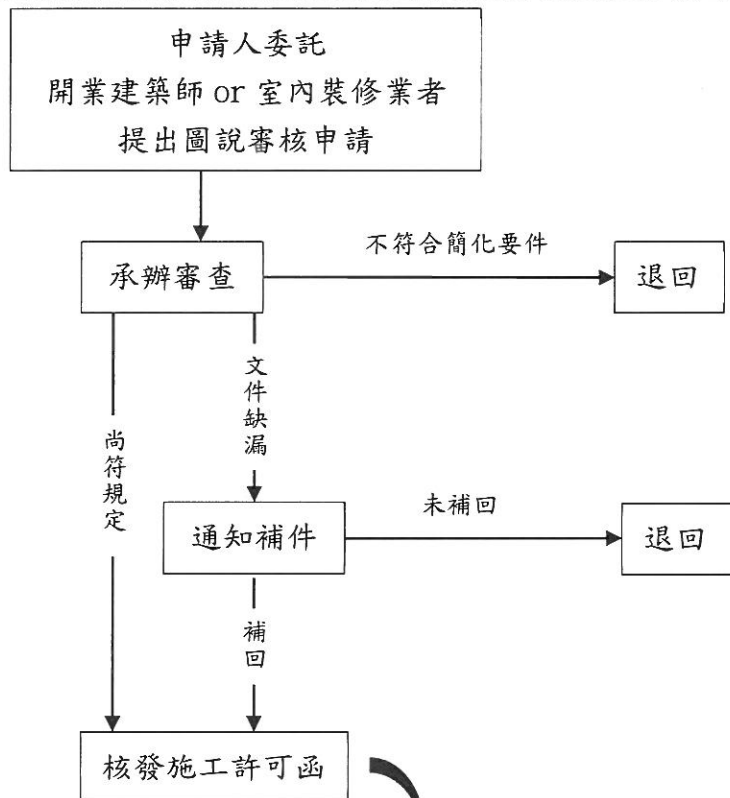 申請人委託
開業建築師 or 室內裝修業者
提出圖說審核申請
不符合簡化要件
承辦審查
退回
文件缺漏
尚符規定
未補回
通知補件
退回
補回
核發施工許可函